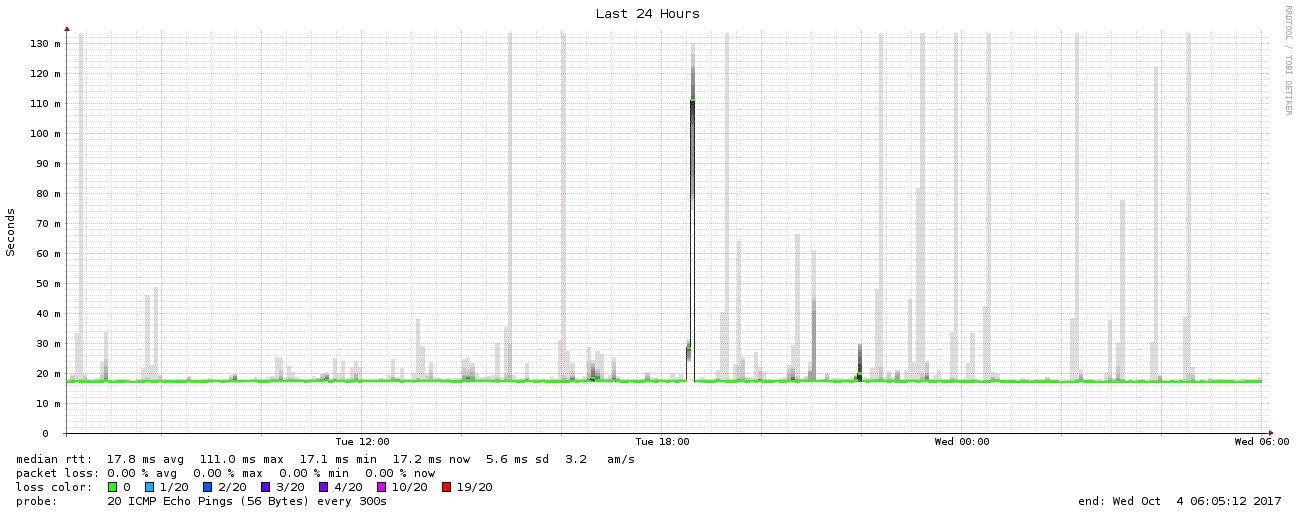 Last 24 Hours
RRDTOOL / TOBI OETIKER
Seconds
130 m
120 m
110 m
100 m
90 m
80 m
70 m
60 m
50 m
40 m
30 m
20 m
10 m
0
Tue 12:00 Tue 18:00 Wed 00:00 Wed 06:00
median rtt: 17.8 ms avg 111.0 ms max 17.1 ms min 17.2 ms now 5.6 ms sd 3.2 am/s
packet loss: 0.00 % avg 0.00 % max 0.00 % min 0.00 % now
loss color: 0 1/20 2/20 3/20 4/20 10/20 19/20
probe: 20 ICMP Echo Pings (56 Bytes) every 300s end: Wed Oct 4 06:05:12 2017